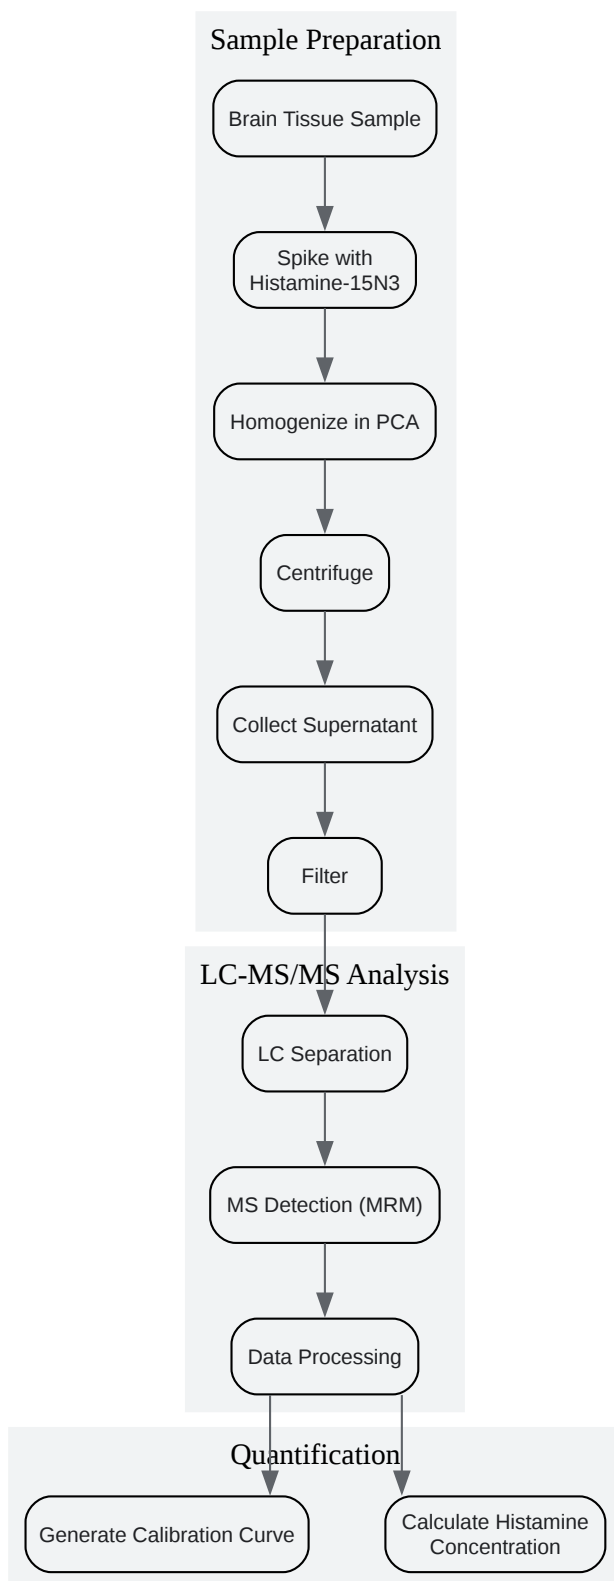 Sample Preparation
Brain Tissue Sample
Spike with
Histamine-15N3
Homogenize in PCA
Centrifuge
Collect Supernatant
Filter
LC-MS/MS Analysis
LC Separation
MS Detection (MRM)
Data Processing
Quantification
Generate Calibration Curve
Calculate Histamine
Concentration